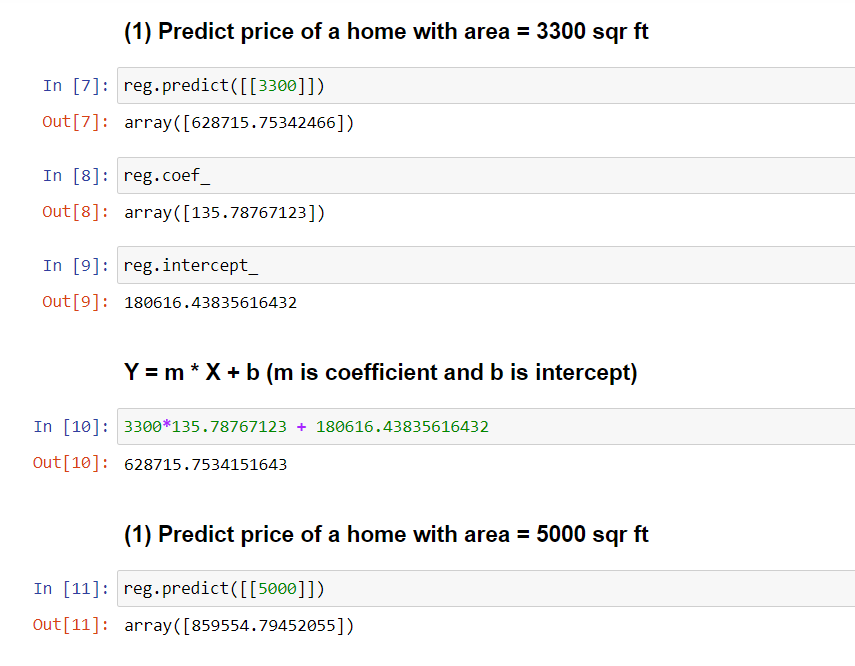 (1) Predict price of a home with area = 3300 sqr ft
In [7]: reg.predict([[3300]])
Out[7]: array([628715.75342466])
In [8]: reg.coef_
Out[8]: array([135.78767123])
In [9]: reg.intercept_
Out[9]: 180616.43835616432
Y = m * X + b (m is coefficient and b is intercept)
In [10]: 3300*135.78767123 + 180616.43835616432
Out[10]: 628715.7534151643
(1) Predict price of a home with area = 5000 sqr ft
In [11]: reg.predict([[5000]])
Out[11]: array([859554.79452055])